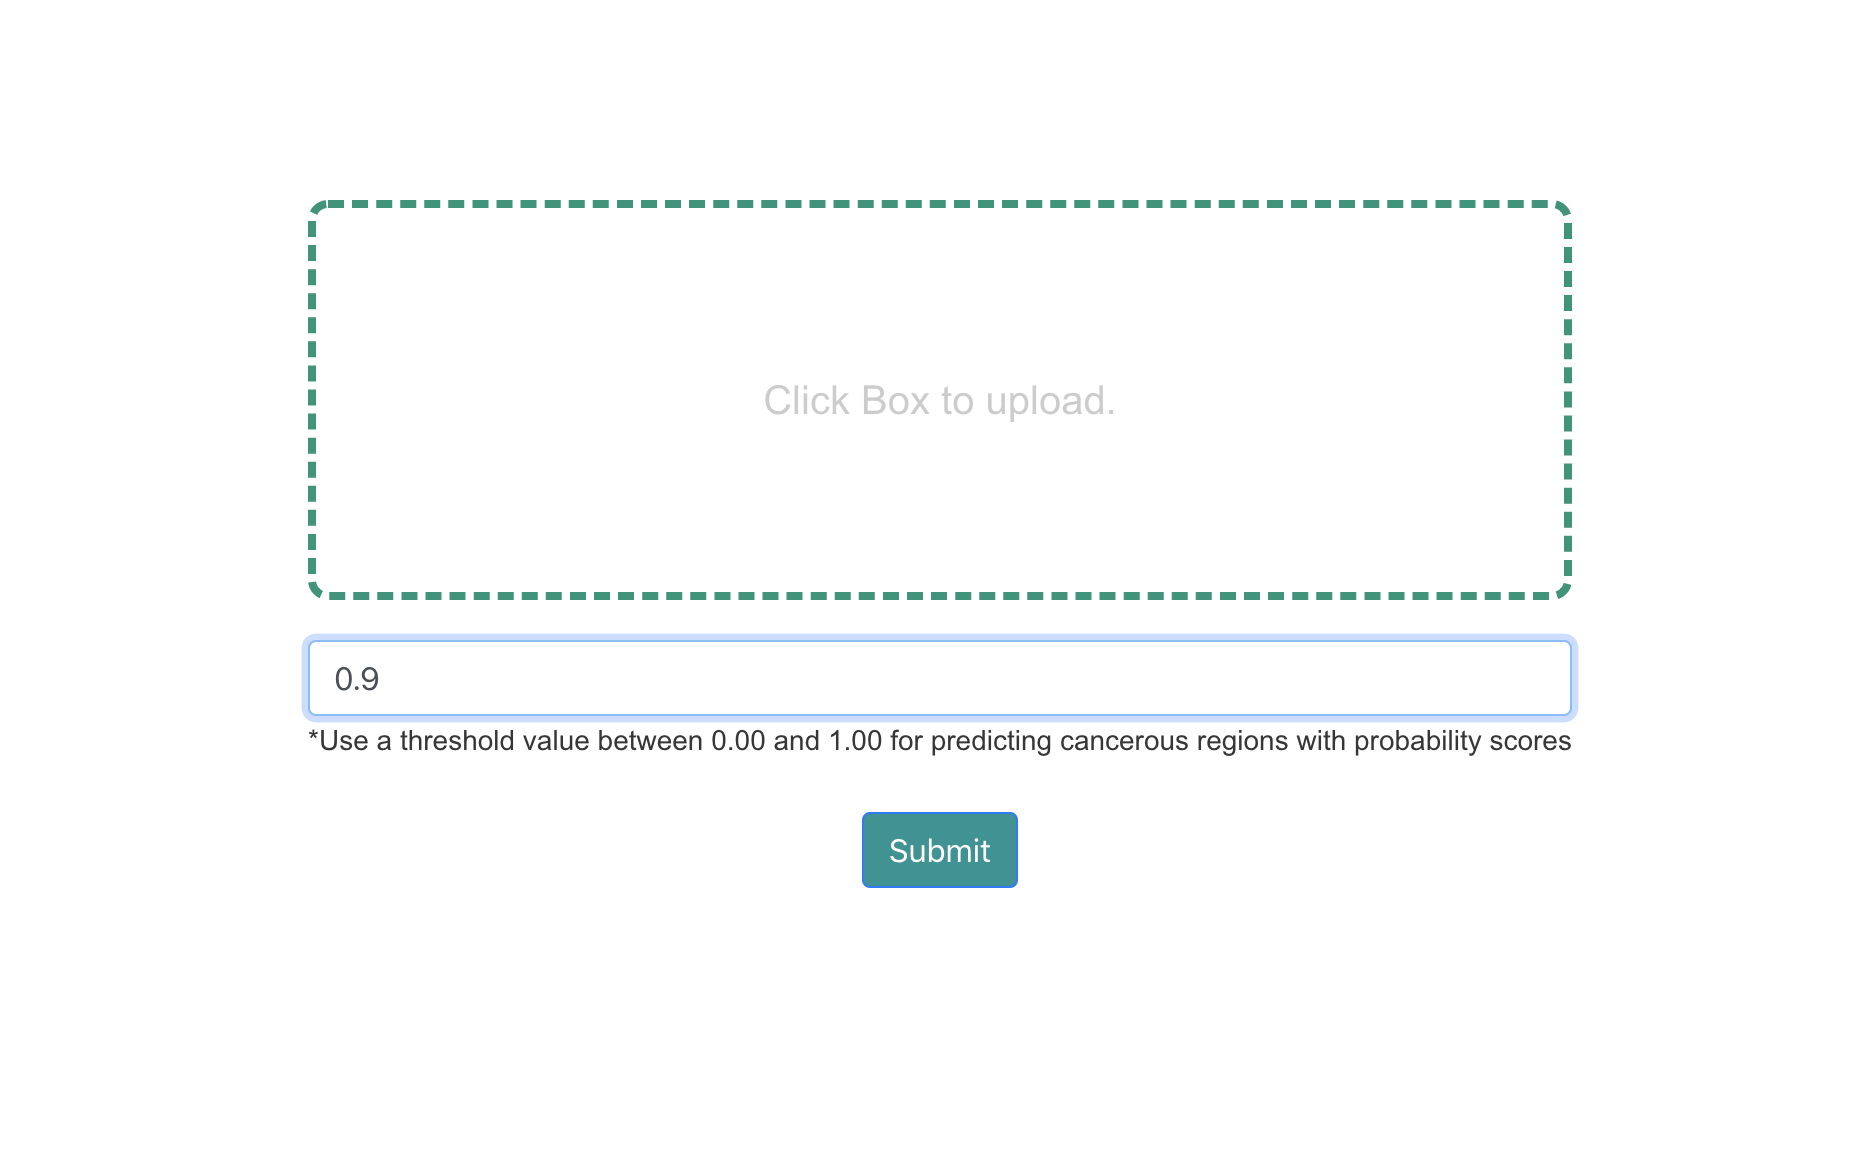 Click Box to upload.
0.9
*Use a threshold value between 0.00 and 1.00 for predicting cancerous regions with probability scores
Submit